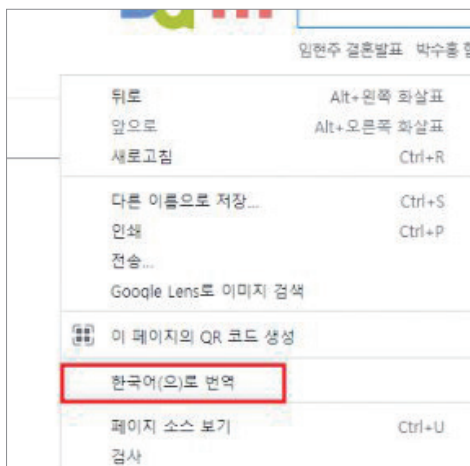 임현주 결혼발표 박수홍
뒤로 Alt+왼쪽 화살표
앞으로 Alt+오른쪽 화살표
새로고침 Ctrl+R
다른 이름으로 저장... Ctrl+S
인쇄 Ctrl+P
전송...
Google Lens로 이미지 검색
이 페이지의 QR 코드 생성
한국어(으)로 번역
페이지 소스 보기 Ctrl+U
검사